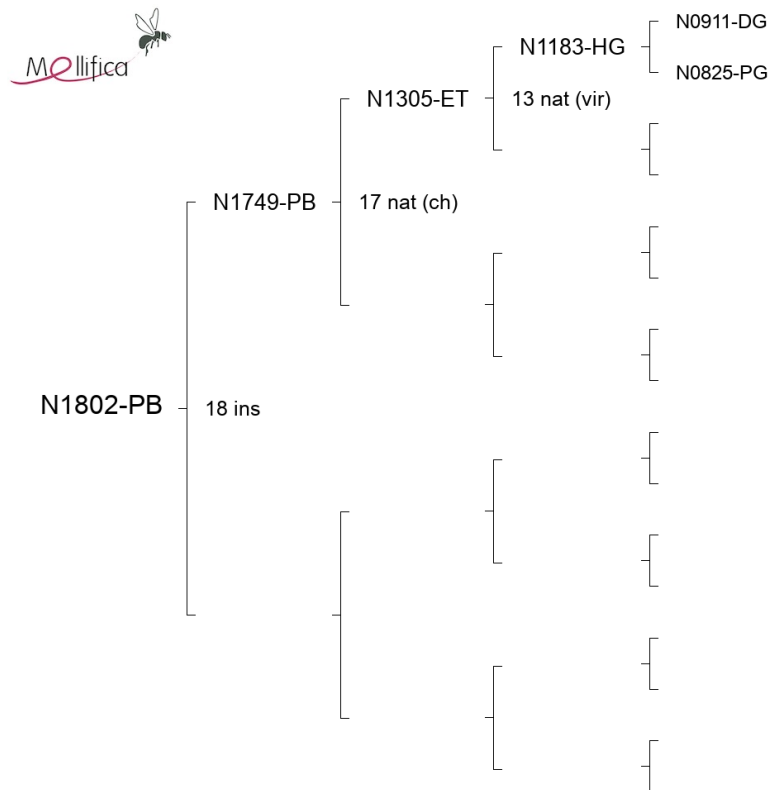 Mellifica
N0911-DG
N1183-HG
N0825-PG
N1305-ET
13 nat (vir)
N1749-PB
17 nat (ch)
N1802-PB
18 ins